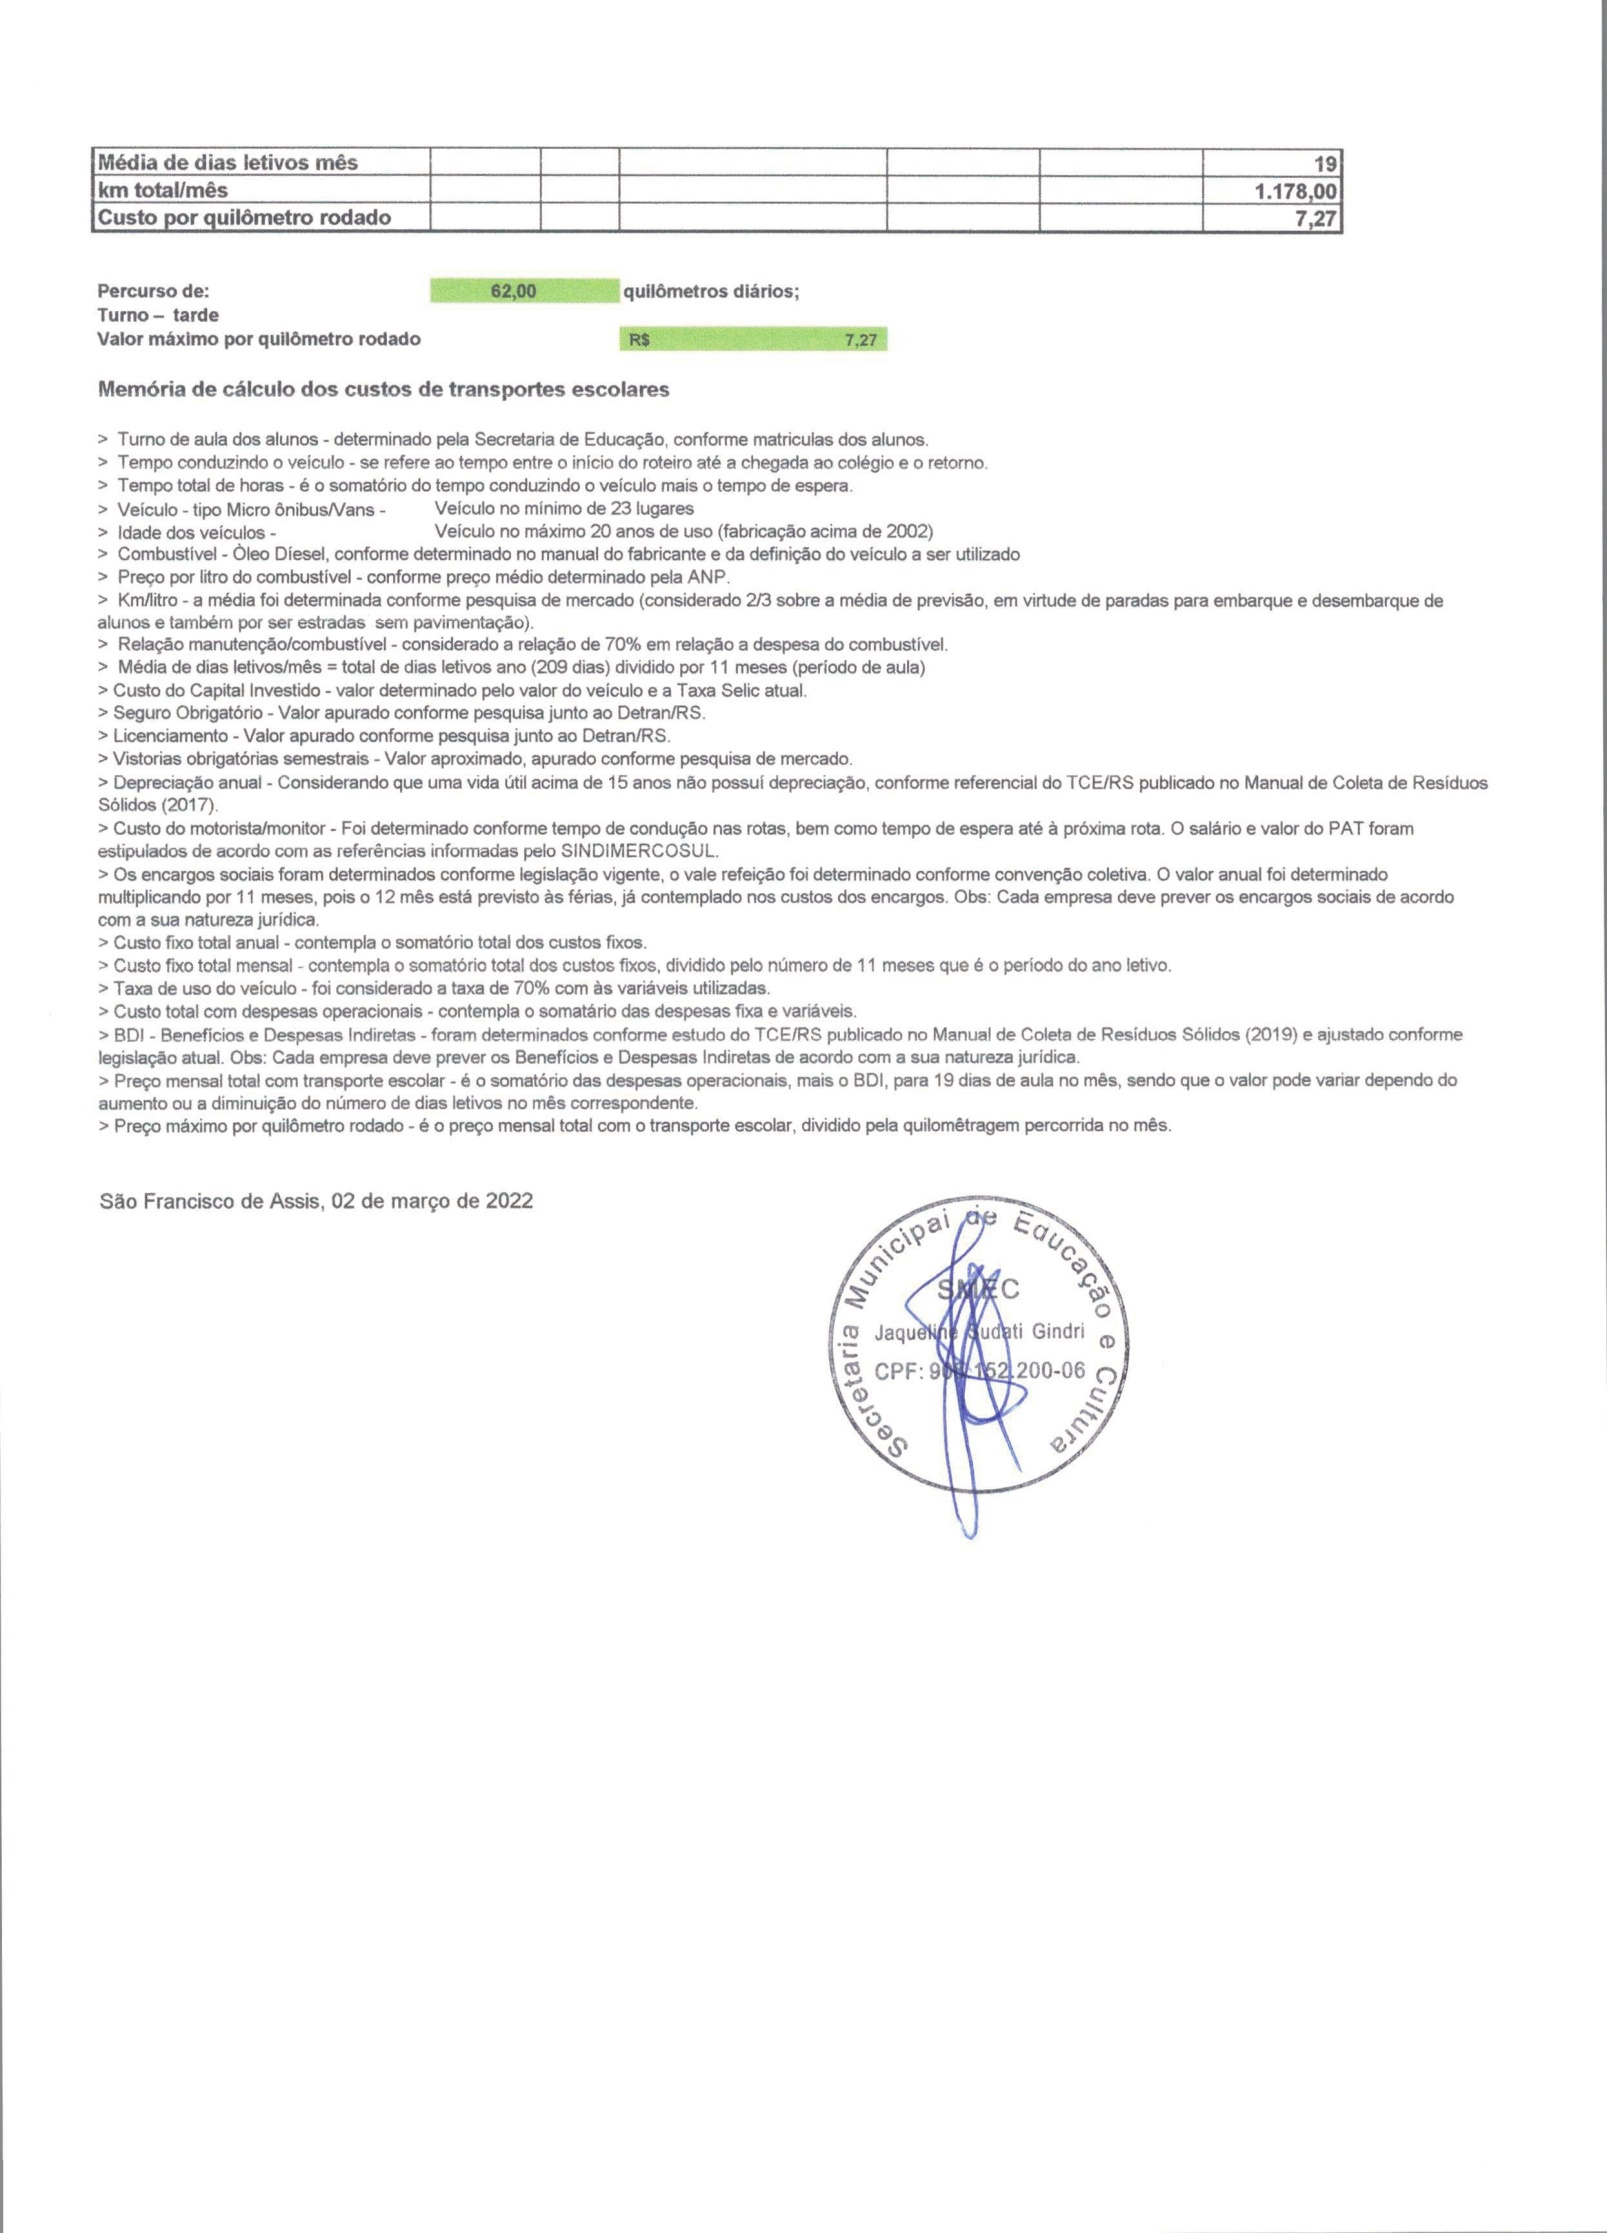 Média de dias letivos mês 19
km total/mês 1.178,00
Custo por quilômetro rodado 7,27
Percurso de: 62,00 quilômetros diários;
Turno – tarde
Valor máximo por quilômetro rodado R$ 7,27
Memória de cálculo dos custos de transportes escolares
> Turno de aula dos alunos - determinado pela Secretaria de Educação, conforme matriculas dos alunos.
> Tempo conduzindo o veículo - se refere ao tempo entre o início do roteiro até a chegada ao colégio e o retorno.
> Tempo total de horas - é o somatório do tempo conduzindo o veículo mais o tempo de espera.
> Veículo - tipo Micro ônibus/Vans - Veículo no mínimo de 23 lugares
> Idade dos veículos - Veículo no máximo 20 anos de uso (fabricação acima de 2002)
> Combustível - Òleo Díesel, conforme determinado no manual do fabricante e da definição do veículo a ser utilizado
> Preço por litro do combustível - conforme preço médio determinado pela ANP.
> Km/litro - a média foi determinada conforme pesquisa de mercado (considerado 2/3 sobre a média de previsão, em virtude de paradas para embarque e desembarque de
alunos e também por ser estradas sem pavimentação).
> Relação manutenção/combustível - considerado a relação de 70% em relação a despesa do combustível.
> Média de dias letivos/mês = total de dias letivos ano (209 dias) dividido por 11 meses (período de aula)
> Custo do Capital Investido - valor determinado pelo valor do veículo e a Taxa Selic atual.
> Seguro Obrigatório - Valor apurado conforme pesquisa junto ao Detran/RS.
> Licenciamento - Valor apurado conforme pesquisa junto ao Detran/RS.
> Vistorias obrigatórias semestrais - Valor aproximado, apurado conforme pesquisa de mercado.
> Depreciação anual - Considerando que uma vida útil acima de 15 anos não possuí depreciação, conforme referencial do TCE/RS publicado no Manual de Coleta de Resíduos
Sólidos (2017).
> Custo do motorista/monitor - Foi determinado conforme tempo de condução nas rotas, bem como tempo de espera até à próxima rota. O salário e valor do PAT foram
estipulados de acordo com as referências informadas pelo SINDIMERCOSUL.
> Os encargos sociais foram determinados conforme legislação vigente, o vale refeição foi determinado conforme convenção coletiva. O valor anual foi determinado
multiplicando por 11 meses, pois o 12 mês está previsto às férias, já contemplado nos custos dos encargos. Obs: Cada empresa deve prever os encargos sociais de acordo
com a sua natureza jurídica.
> Custo fixo total anual - contempla o somatório total dos custos fixos.
> Custo fixo total mensal - contempla o somatório total dos custos fixos, dividido pelo número de 11 meses que é o período do ano letivo.
> Taxa de uso do veículo - foi considerado a taxa de 70% com às variáveis utilizadas.
> Custo total com despesas operacionais - contempla o somatário das despesas fixa e variáveis.
> BDI - Benefícios e Despesas Indiretas - foram determinados conforme estudo do TCE/RS publicado no Manual de Coleta de Resíduos Sólidos (2019) e ajustado conforme
legislação atual. Obs: Cada empresa deve prever os Benefícios e Despesas Indiretas de acordo com a sua natureza jurídica.
> Preço mensal total com transporte escolar - é o somatório das despesas operacionais, mais o BDI, para 19 dias de aula no mês, sendo que o valor pode variar dependo do
aumento ou a diminuição do número de dias letivos no mês correspondente.
> Preço máximo por quilômetro rodado - é o preço mensal total com o transporte escolar, dividido pela quilomêtragem percorrida no mês.
São Francisco de Assis, 02 de março de 2022
Secretaria Municipal de Educação e Cultura
SMEC
Jaqueline Sudati Gindri
CPF: